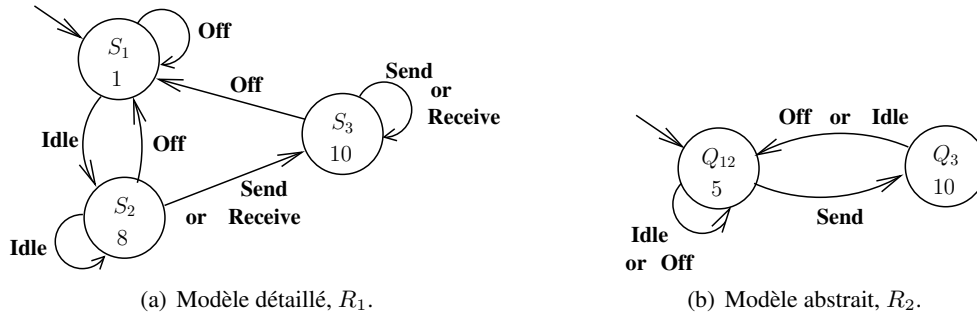 S1
1
Off
Off
Send
or
Receive
S3
10
Idle
Off
S2
8
Idle
Send
or Receive
(a) Modèle détaillé, R1.
Off or Idle
Q12
5
Q3
10
Send
Idle
or Off
(b) Modèle abstrait, R2.